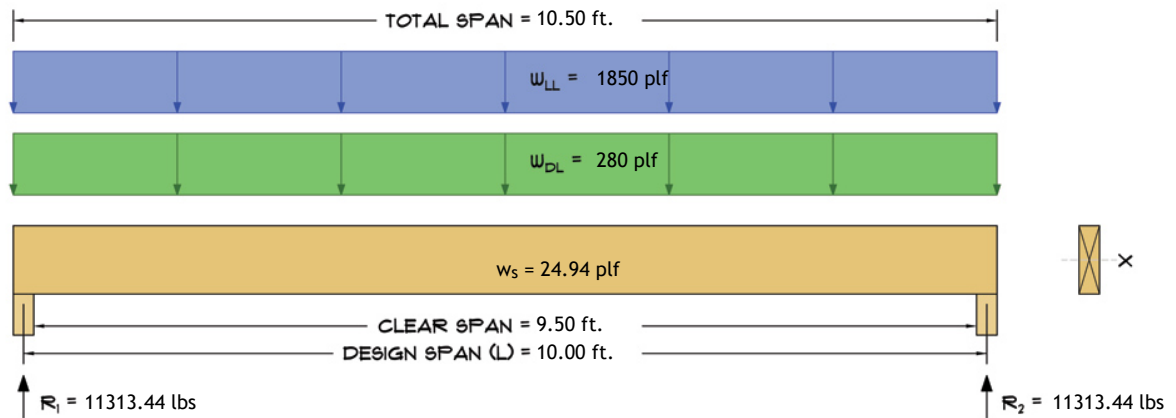 TOTAL SPAN = 10.50 ft.
WLL = 1850 plf
WDL = 280 plf
ws = 24.94 plf
X
CLEAR SPAN = 9.50 ft.
DESIGN SPAN (L) = 10.00 ft.
R1 = 11313.44 lbs
R2 = 11313.44 lbs